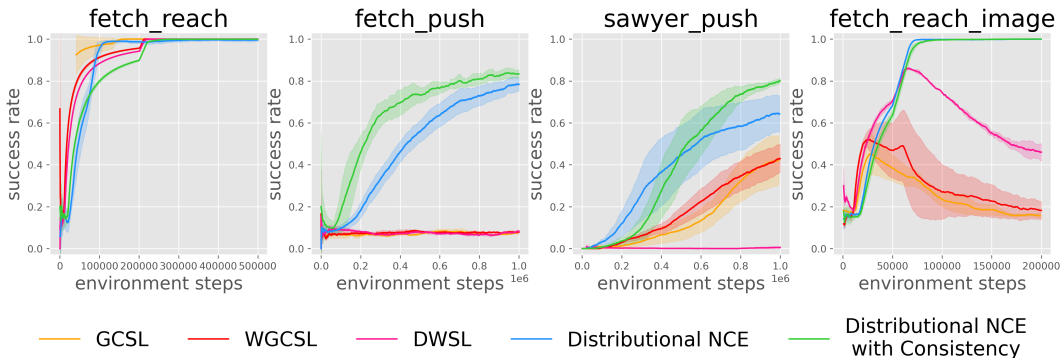 fetch_reach
fetch_push
sawyer_push
fetch_reach_image
success rate
1.0
0.8
0.6
0.4
0.2
0.0
0 100000 200000 300000 400000 500000
environment steps
success rate
1.0
0.8
0.6
0.4
0.2
0.0
0.0 0.2 0.4 0.6 0.8 1.0
1e6
environment steps
success rate
1.0
0.8
0.6
0.4
0.2
0.0
0.0 0.2 0.4 0.6 0.8 1.0
1e6
environment steps
success rate
1.0
0.8
0.6
0.4
0.2
0.0
0 50000 100000 150000 200000
environment steps
GCSL
WGCSL
DWSL
Distributional NCE
Distributional NCE
with Consistency